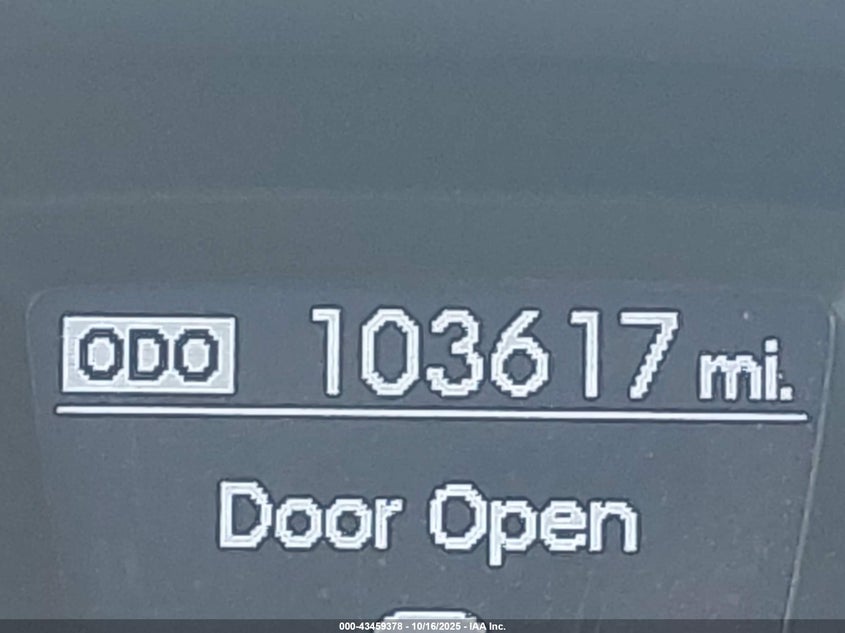 ODO 103617 mi.
Door Open
000-43459378 - 10/16/2025 - IAA Inc.